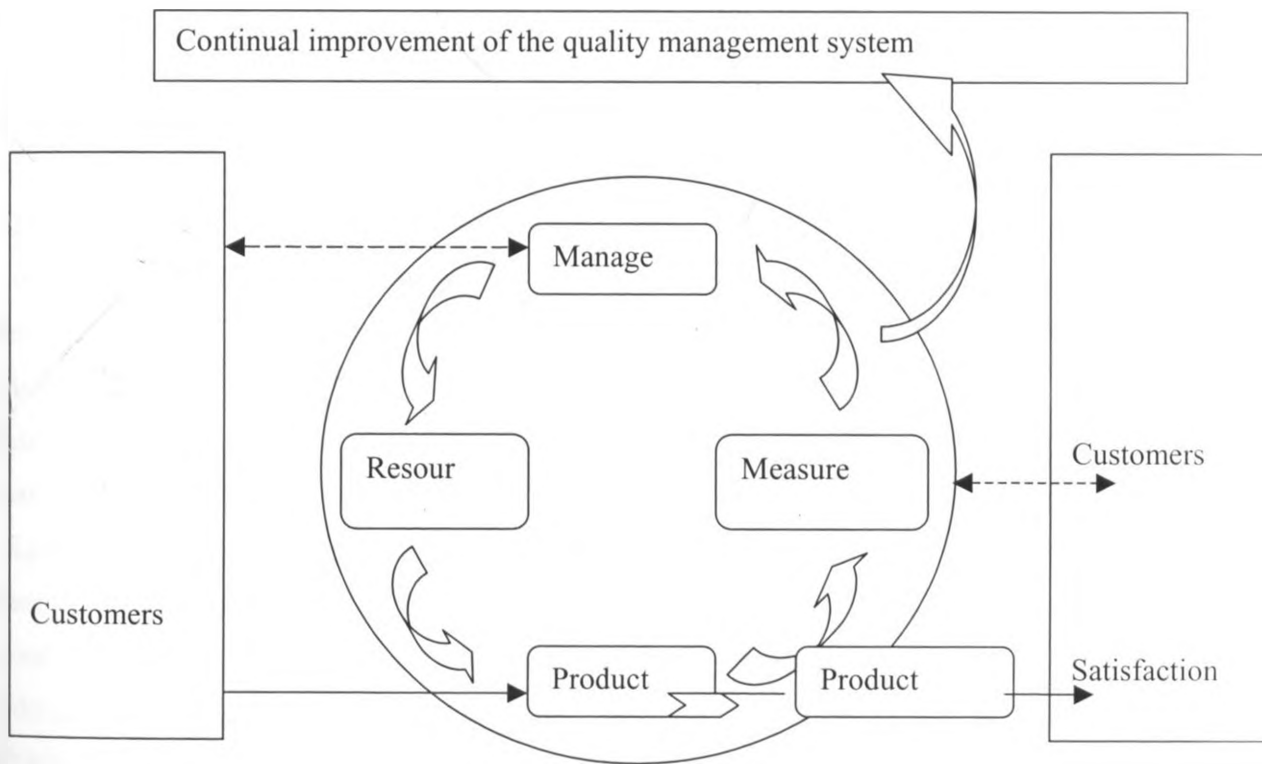 Continual improvement of the quality management system
Manage
Resour
Measure
Customers
Customers
Product
Product
Satisfaction